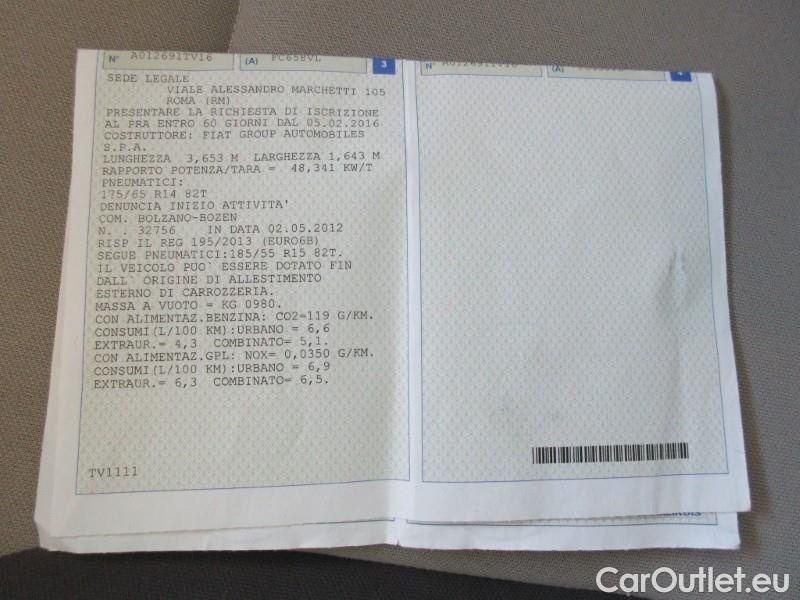 N° A012691TV16 (A) FC658VL 3
SEDE LEGALE
VIALE ALESSANDRO MARCHETTI 105
ROMA (RM)
PRESENTARE LA RICHIESTA DI ISCRIZIONE
AL PRA ENTRO 60 GIORNI DAL 05.02.2016
COSTRUTTORE: FIAT GROUP AUTOMOBILES
S.P.A.
LUNGHEZZA 3,653 M LARGHEZZA 1,643 M
RAPPORTO POTENZA/TARA = 48,341 KW/T
PNEUMATICI:
175/65 R14 82T
DENUNCIA INIZIO ATTIVITA'
COM. BOLZANO-BOZEN
N. . 32756 IN DATA 02.05.2012
RISP IL REG 195/2013 (EURO6B)
SEGUE PNEUMATICI:185/55 R15 82T.
IL VEICOLO PUO` ESSERE DOTATO FIN
DALL` ORIGINE DI ALLESTIMENTO
ESTERNO DI CARROZZERIA.
MASSA A VUOTO = KG 0980.
CON ALIMENTAZ.BENZINA: CO2=119 G/KM.
CONSUMI(L/100 KM):URBANO = 6,6
EXTRAUR.= 4,3 COMBINATO= 5,1.
CON ALIMENTAZ.GPL: NOX= 0,0350 G/KM.
CONSUMI(L/100 KM):URBANO = 6,9
EXTRAUR.= 6,3 COMBINATO= 6,5.
TV1111
N° A012691TV16 (A) 4
CarOutlet.eu